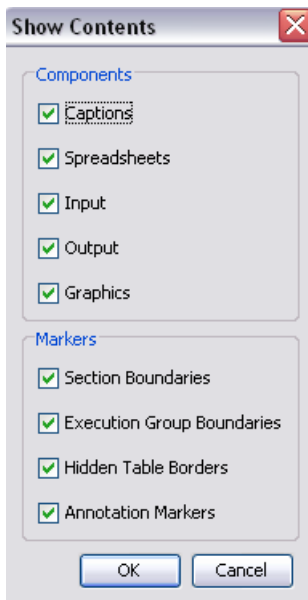 Show Contents
Components
Captions
Spreadsheets
Input
Output
Graphics
Markers
Section Boundaries
Execution Group Boundaries
Hidden Table Borders
Annotation Markers
OK Cancel